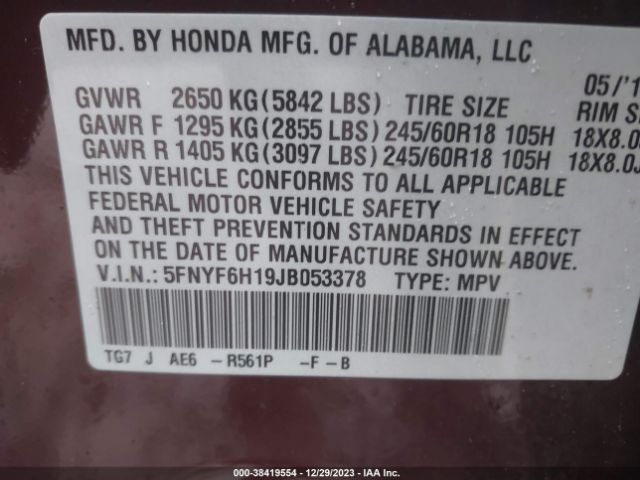 MFD. BY HONDA MFG. OF ALABAMA, LLC
05/'1
GVWR 2650 KG (5842 LBS) TIRE SIZE RIM S
GAWR F 1295 KG (2855 LBS) 245/60R18 105H 18X8.0
GAWR R 1405 KG (3097 LBS) 245/60R18 105H 18X8.0J
THIS VEHICLE CONFORMS TO ALL APPLICABLE
FEDERAL MOTOR VEHICLE SAFETY
AND THEFT PREVENTION STANDARDS IN EFFECT
ON THE DATE OF MANUFACTURE SHOWN ABOVE.
V.I.N.: 5FNYF6H19JB053378 TYPE: MPV
TG7 J AE6 – R561P –F – B
000-38419554 - 12/29/2023 - IAA Inc.